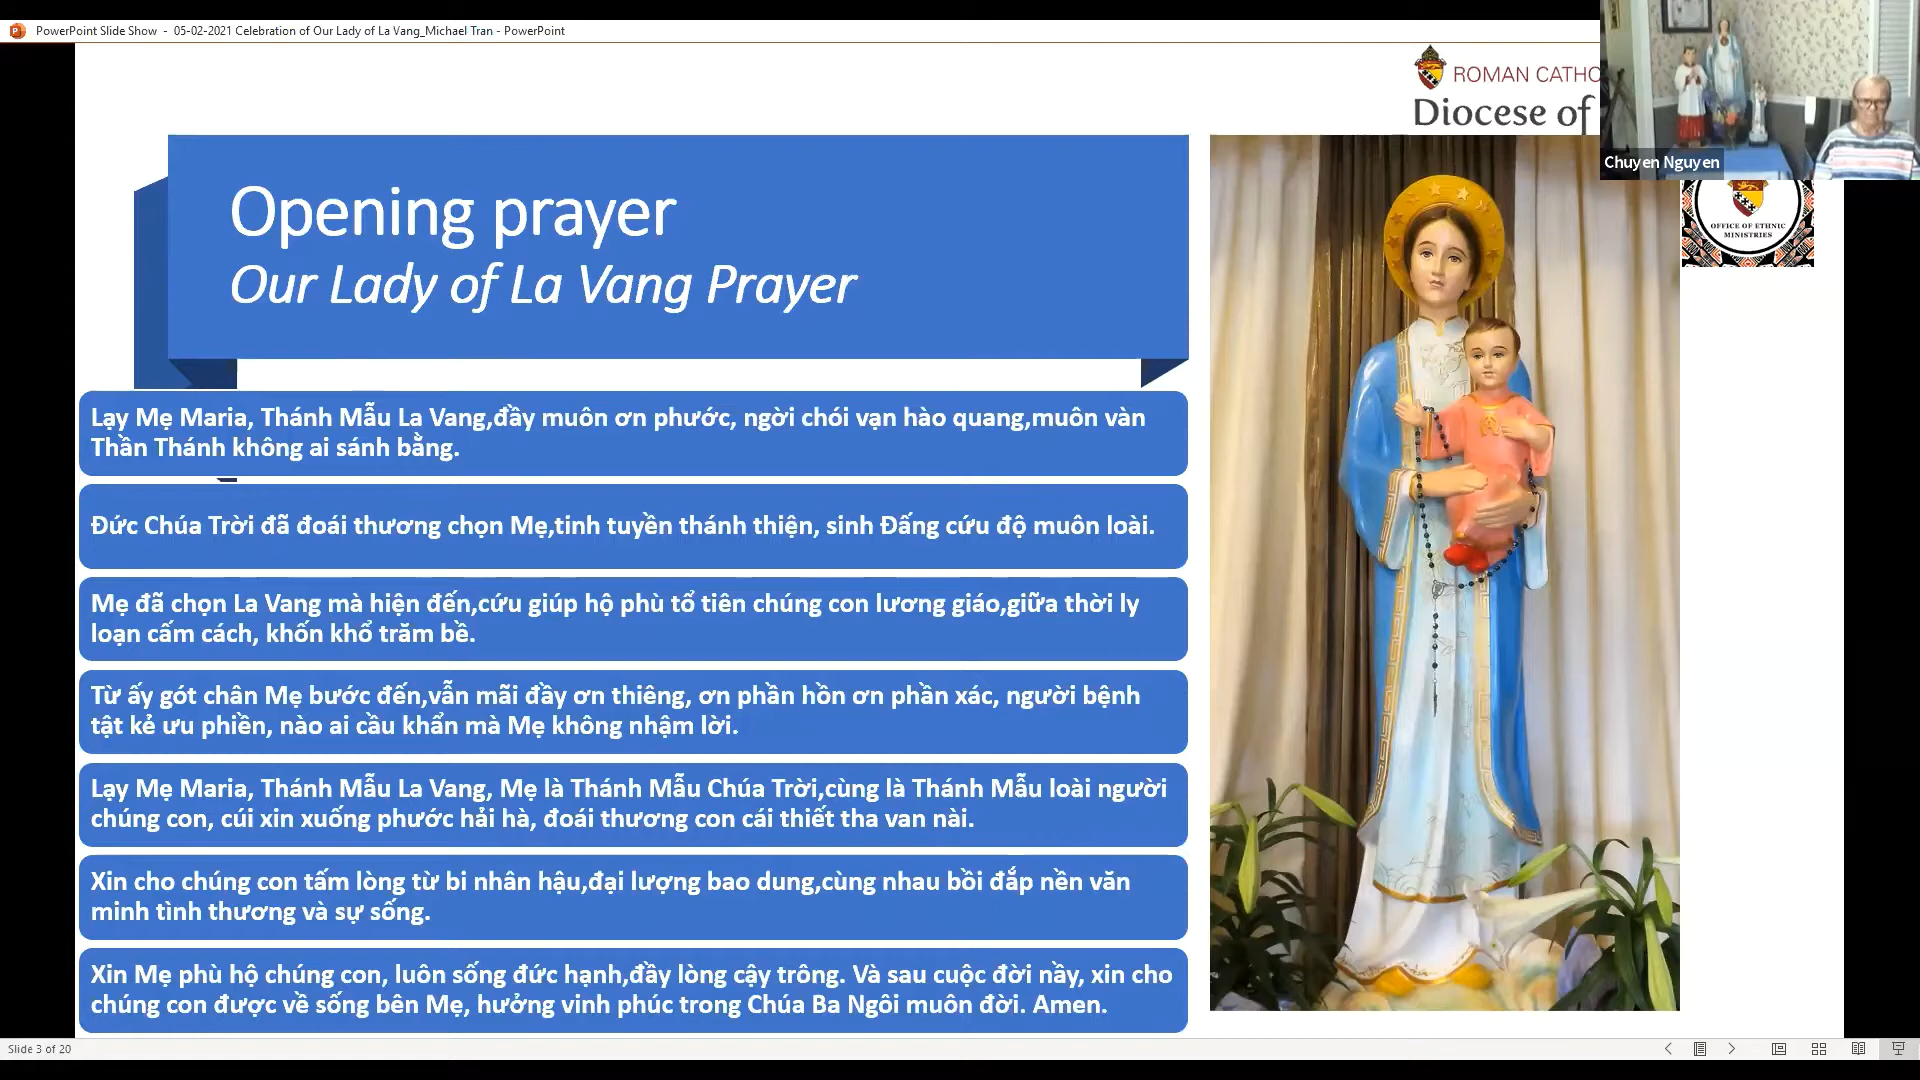 PowerPoint Slide Show - 05-02-2021 Celebration of Our Lady of La Vang_Michael Tran - PowerPoint
ROMAN CATHO
Diocese of
Chuyen Nguyen
OFFICE OF ETHNIC
MINISTRIES
Opening prayer
Our Lady of La Vang Prayer
Lạy Mẹ Maria, Thánh Mẫu La Vang,đầy muôn ơn phước, ngời chói vạn hào quang,muôn vàn
Thần Thánh không ai sánh bằng.
Đức Chúa Trời đã đoái thương chọn Mẹ,tinh tuyền thánh thiện, sinh Đấng cứu độ muôn loài.
Mẹ đã chọn La Vang mà hiện đến,cứu giúp hộ phù tổ tiên chúng con lương giáo,giữa thời ly
loạn cấm cách, khốn khổ trăm bề.
Từ ấy gót chân Mẹ bước đến,vẫn mãi đầy ơn thiêng, ơn phần hồn ơn phần xác, người bệnh
tật kẻ ưu phiền, nào ai cầu khẩn mà Mẹ không nhậm lời.
Lạy Mẹ Maria, Thánh Mẫu La Vang, Mẹ là Thánh Mẫu Chúa Trời,cùng là Thánh Mẫu loài người
chúng con, cúi xin xuống phước hải hà, đoái thương con cái thiết tha van nài.
Xin cho chúng con tấm lòng từ bi nhân hậu,đại lượng bao dung,cùng nhau bồi đắp nền văn
minh tình thương và sự sống.
Xin Mẹ phù hộ chúng con, luôn sống đức hạnh,đầy lòng cậy trông. Và sau cuộc đời nầy, xin cho
chúng con được về sống bên Mẹ, hưởng vinh phúc trong Chúa Ba Ngôi muôn đời. Amen.
Slide 3 of 20